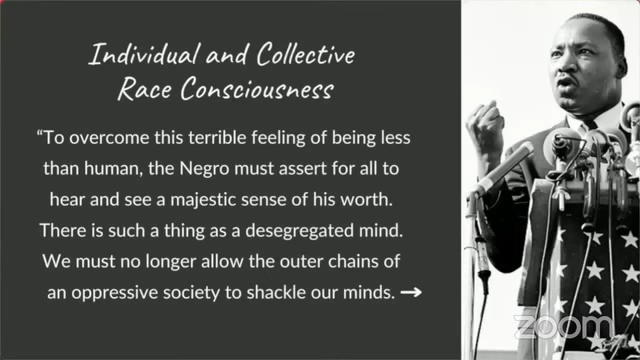 Individual and Collective
Race Consciousness
“To overcome this terrible feeling of being less
than human, the Negro must assert for all to
hear and see a majestic sense of his worth.
There is such a thing as a desegregated mind.
We must no longer allow the outer chains of
an oppressive society to shackle our minds. →
zoom